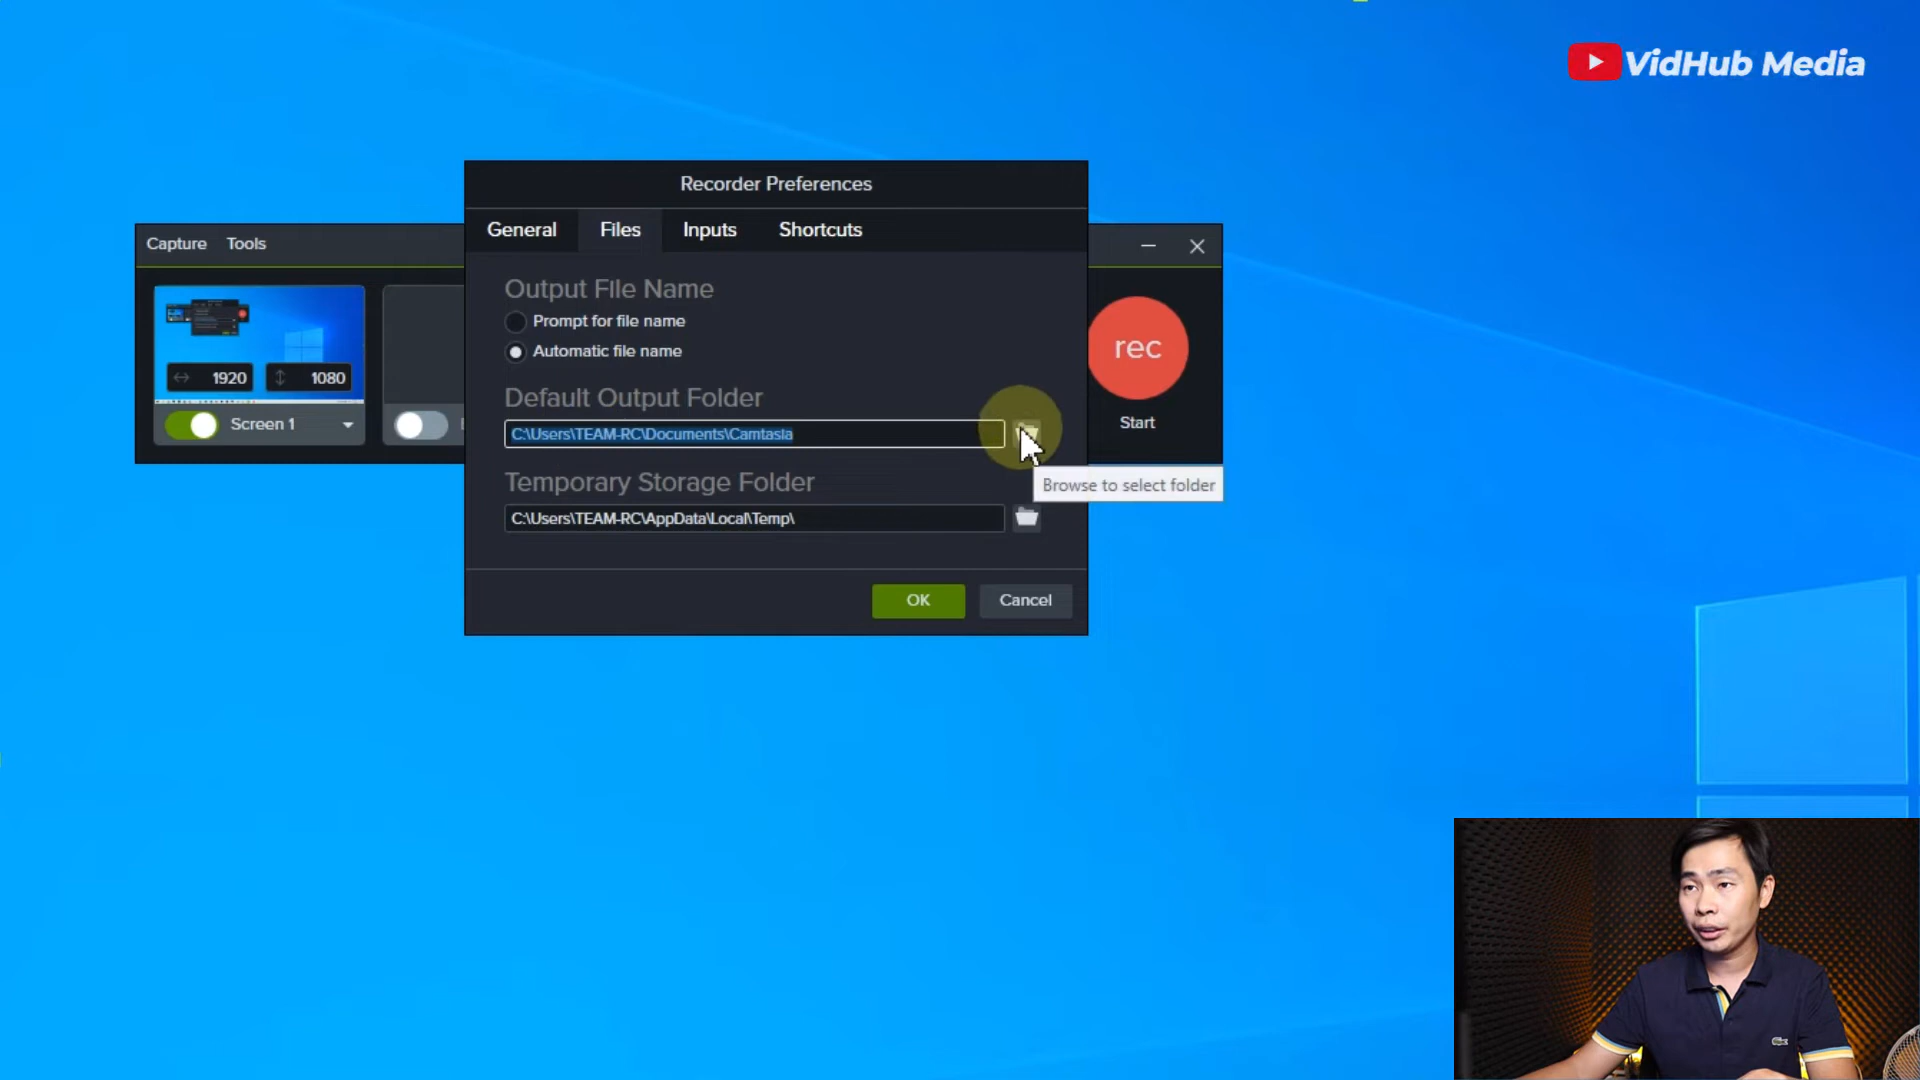 VidHub Media
Recorder Preferences
General Files Inputs Shortcuts
Capture Tools
Output File Name
Prompt for file name
Automatic file name
1920 1080
rec
Default Output Folder
Screen 1
Start
C:\Users\TEAM-RC\Documents\Camtasia
Temporary Storage Folder
Browse to select folder
C:\Users\TEAM-RC\AppData\Local\Temp\
OK Cancel